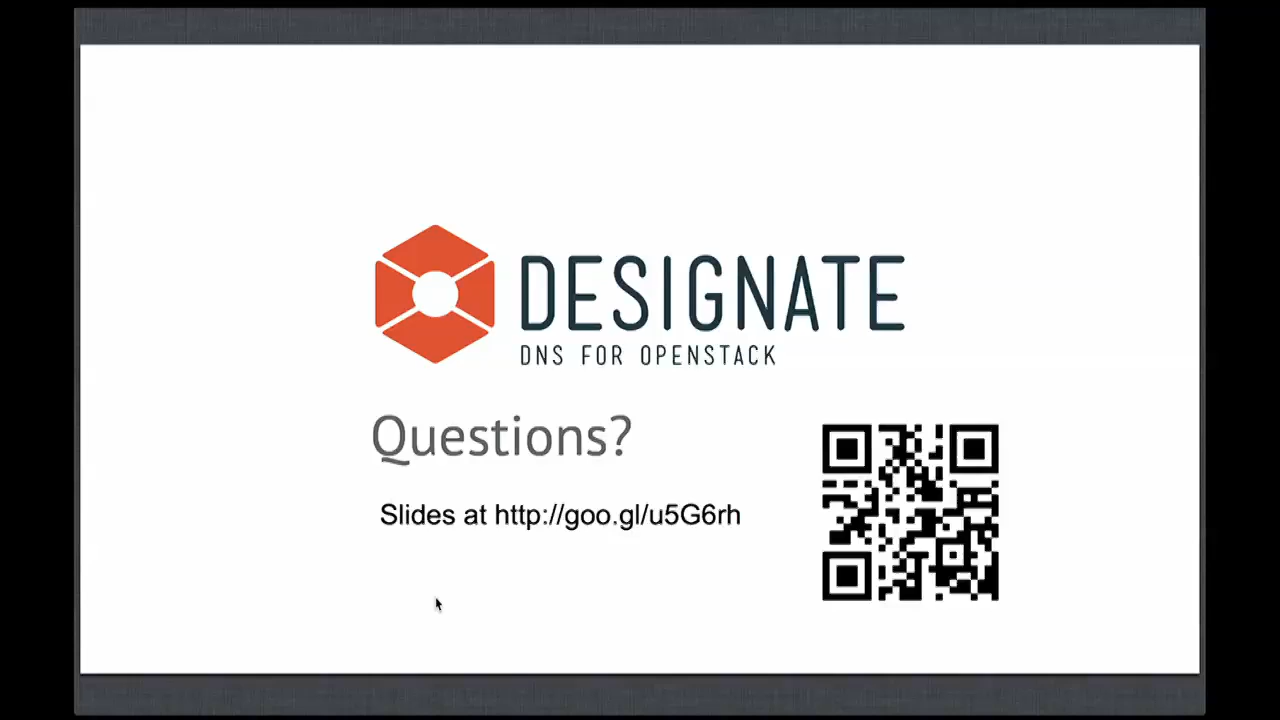 DESIGNATE
DNS FOR OPENSTACK
Questions?
Slides at http://goo.gl/u5G6rh